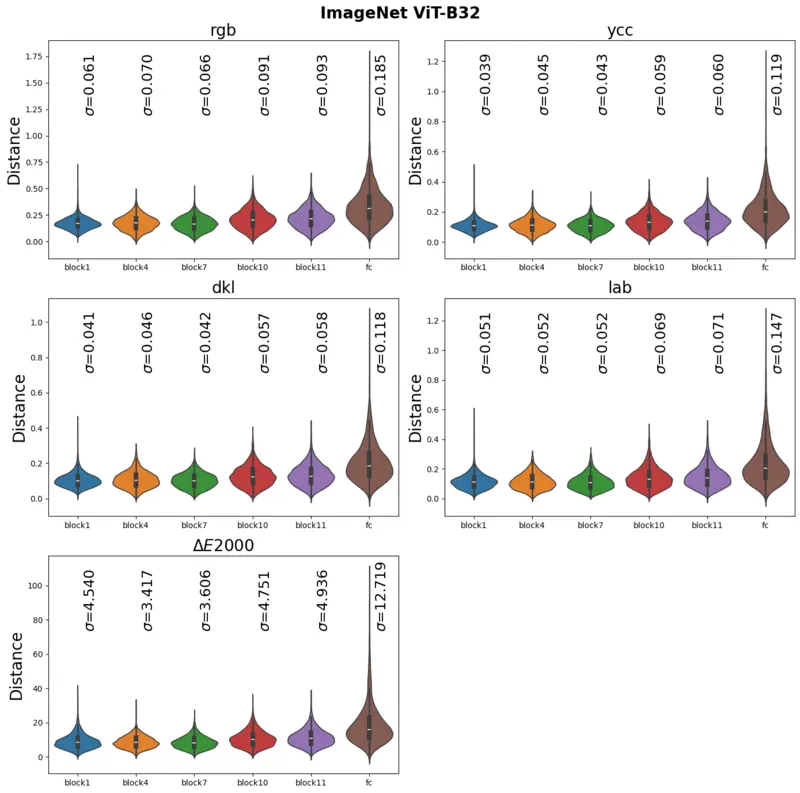 ImageNet ViT-B32
rgb
Distance
1.75
1.50
1.25
1.00
0.75
0.50
0.25
0.00
σ=0.061
σ=0.070
σ=0.066
σ=0.091
σ=0.093
σ=0.185
block1 block4 block7 block10 block11 fc
ycc
Distance
1.2
1.0
0.8
0.6
0.4
0.2
0.0
σ=0.039
σ=0.045
σ=0.043
σ=0.059
σ=0.060
σ=0.119
block1 block4 block7 block10 block11 fc
dkl
Distance
1.0
0.8
0.6
0.4
0.2
0.0
σ=0.041
σ=0.046
σ=0.042
σ=0.057
σ=0.058
σ=0.118
block1 block4 block7 block10 block11 fc
lab
Distance
1.2
1.0
0.8
0.6
0.4
0.2
0.0
σ=0.051
σ=0.052
σ=0.052
σ=0.069
σ=0.071
σ=0.147
block1 block4 block7 block10 block11 fc
ΔE2000
Distance
100
80
60
40
20
0
σ=4.540
σ=3.417
σ=3.606
σ=4.751
σ=4.936
σ=12.719
block1 block4 block7 block10 block11 fc